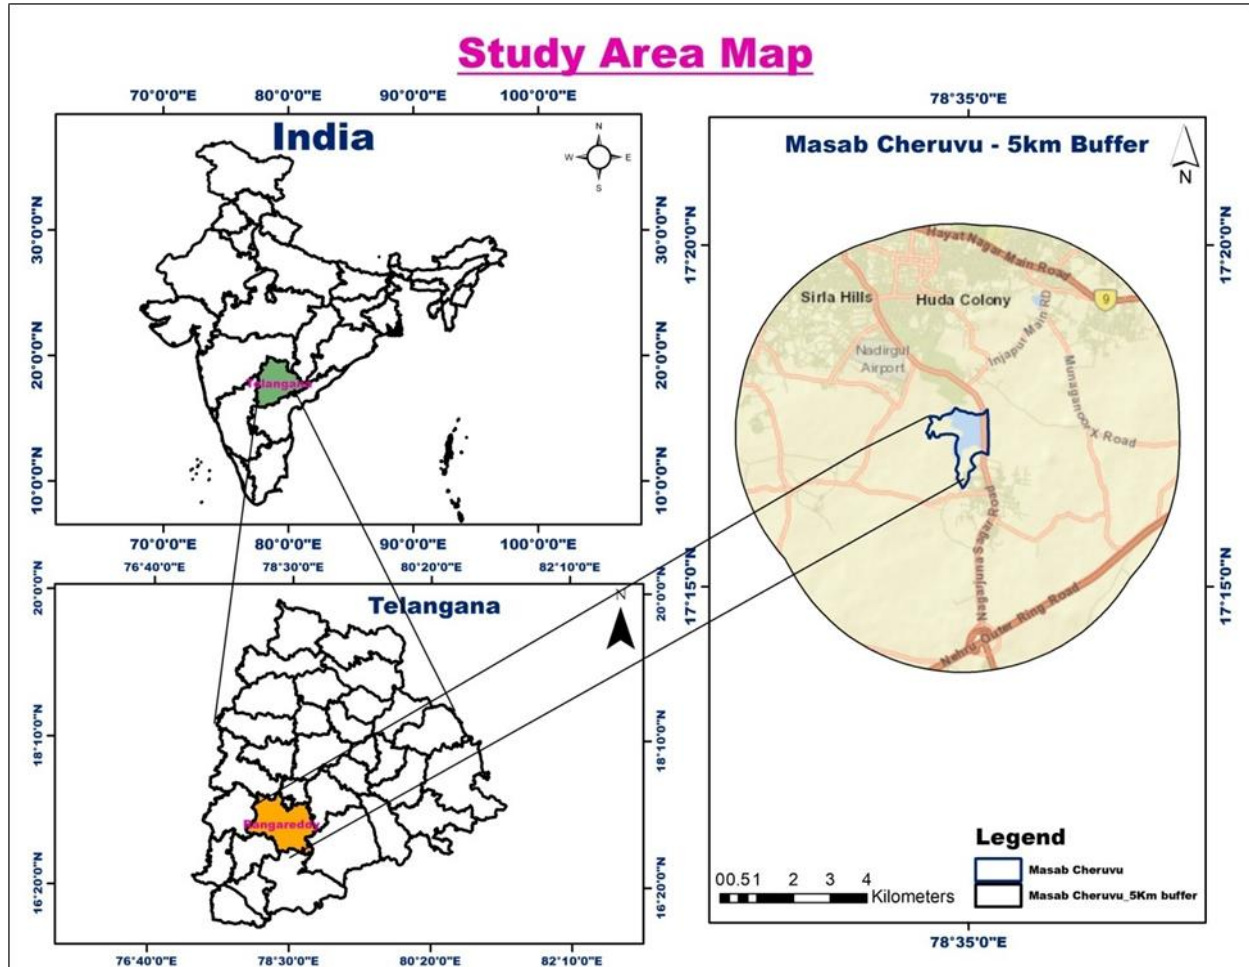 Study Area Map
70°0'0"E 80°0'0"E 90°0'0"E 100°0'0"E
India
N
W E
S
30°0'0"N 30°0'0"N
20°0'0"N 20°0'0"N
Telangana
10°0'0"N 10°0'0"N
70°0'0"E 80°0'0"E 90°0'0"E 100°0'0"E
76°40'0"E 78°30'0"E 80°20'0"E 82°10'0"E
20°0'0"N 20°0'0"N
Telangana
N
18°10'0"N 18°10'0"N
Rangareddy
16°20'0"N 16°20'0"N
76°40'0"E 78°30'0"E 80°20'0"E 82°10'0"E
78°35'0"E
Masab Cheruvu - 5km Buffer
N
17°20'0"N 17°20'0"N
Hayat Nagar Main Road
9
Sirla Hills
Huda Colony
Injapur Main RD
Nadirgul
Airport
Munaganoor X Road
Nagarjuna Sagar Road
17°15'0"N 17°15'0"N
Nehru Outer Ring Road
Legend
Masab Cheruvu
Masab Cheruvu_5Km buffer
0 0.5 1 2 3 4
Kilometers
78°35'0"E